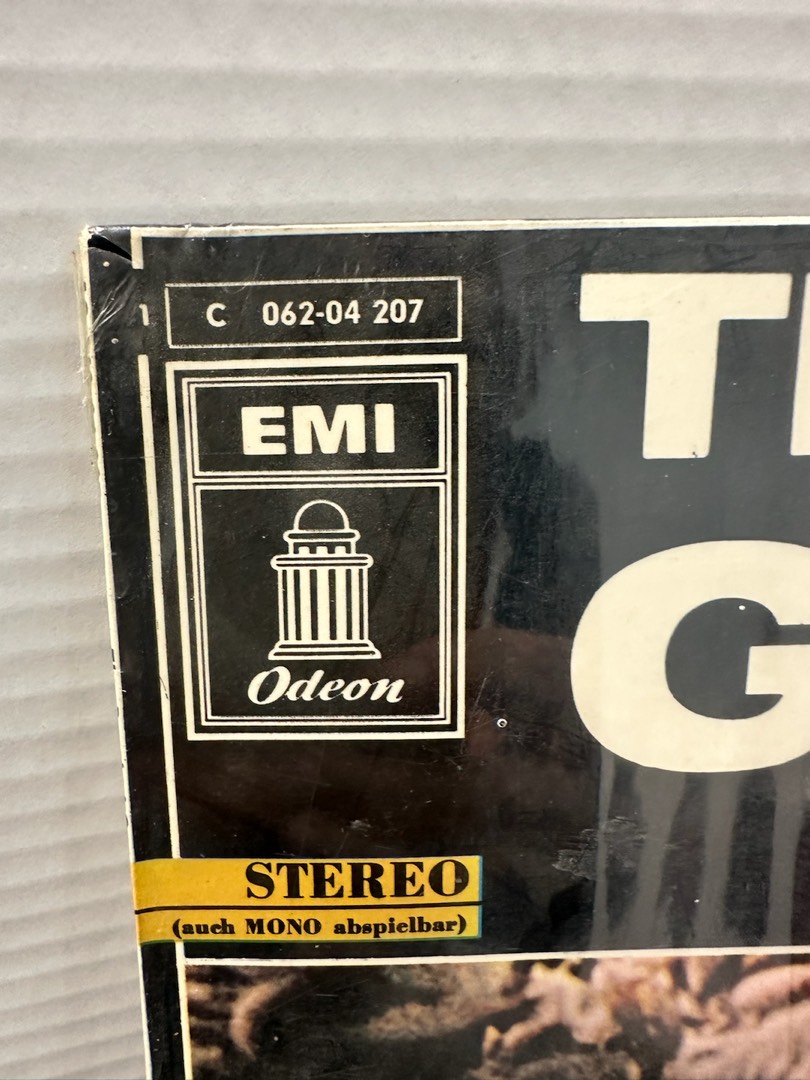 1 C 062-04 207
EMI
Odeon
T
G
STEREO
(auch MONO abspielbar)